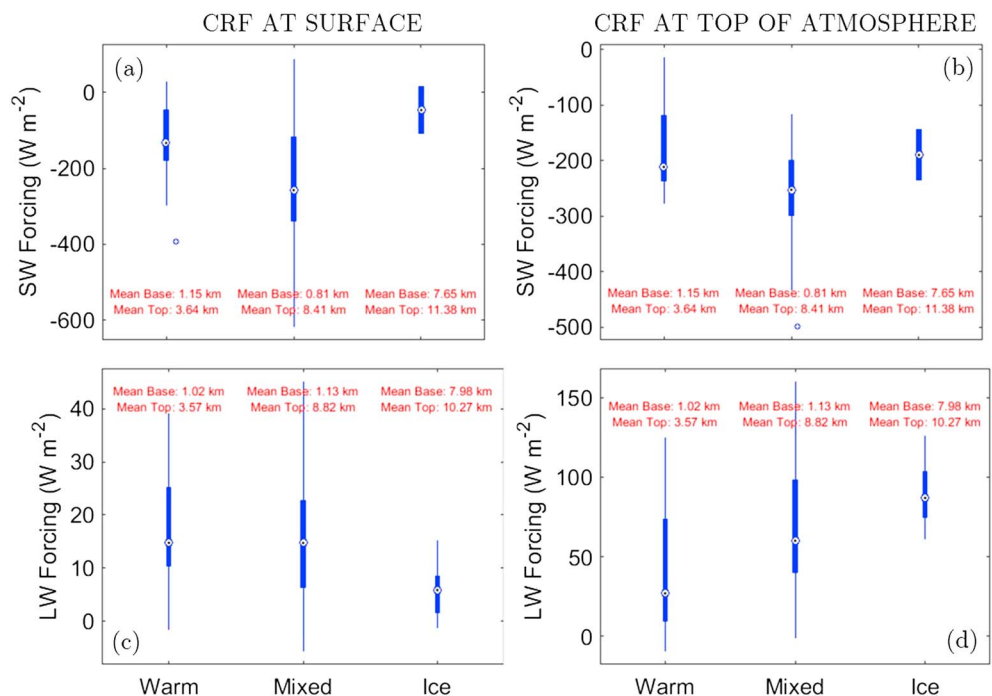 CRF AT SURFACE
CRF AT TOP OF ATMOSPHERE
(a)
SW Forcing (W m-2)
0
-200
-400
-600
Mean Base: 1.15 km
Mean Top: 3.64 km
Mean Base: 0.81 km
Mean Top: 8.41 km
Mean Base: 7.65 km
Mean Top: 11.38 km
(b)
SW Forcing (W m-2)
0
-100
-200
-300
-400
-500
Mean Base: 1.15 km
Mean Top: 3.64 km
Mean Base: 0.81 km
Mean Top: 8.41 km
Mean Base: 7.65 km
Mean Top: 11.38 km
LW Forcing (W m-2)
40
30
20
10
0
Mean Base: 1.02 km
Mean Top: 3.57 km
Mean Base: 1.13 km
Mean Top: 8.82 km
Mean Base: 7.98 km
Mean Top: 10.27 km
(c)
Warm
Mixed
Ice
LW Forcing (W m-2)
150
100
50
0
Mean Base: 1.02 km
Mean Top: 3.57 km
Mean Base: 1.13 km
Mean Top: 8.82 km
Mean Base: 7.98 km
Mean Top: 10.27 km
(d)
Warm
Mixed
Ice